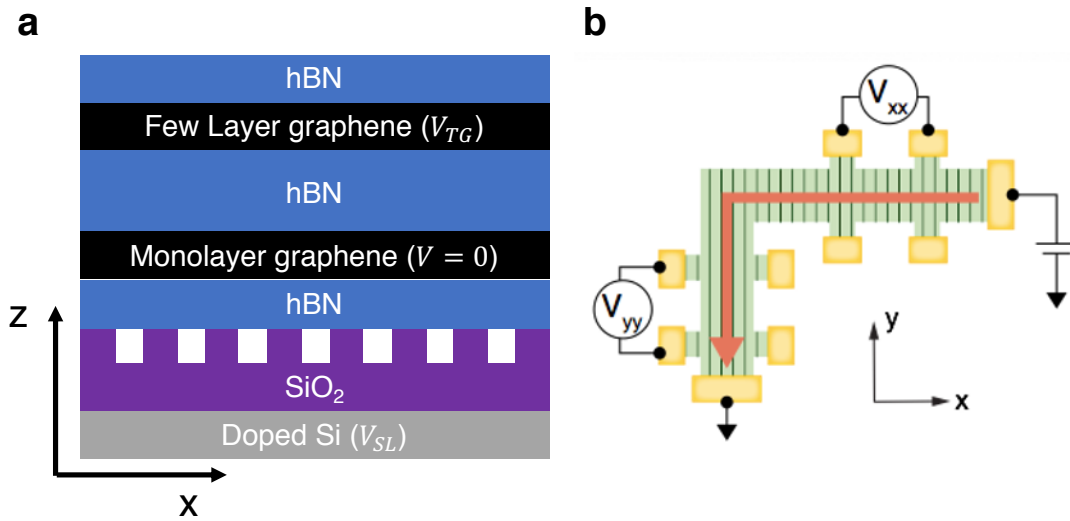 a
hBN
Few Layer graphene (V_TG)
hBN
Monolayer graphene (V = 0)
hBN
SiO₂
Doped Si (V_SL)
z
x
b
V_xx
V_yy
y
x